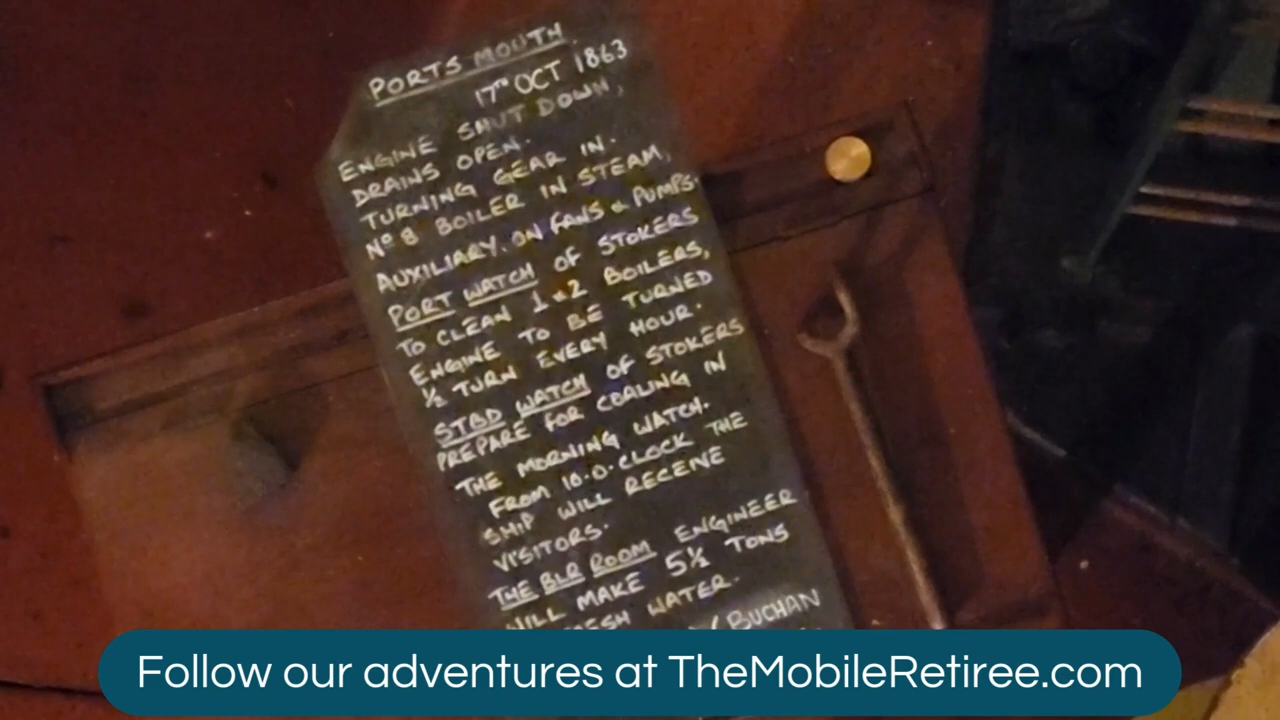 PORTSMOUTH.
17TH OCT 1863
ENGINE SHUT DOWN,
DRAINS OPEN.
TURNING GEAR IN.
Nº 8 BOILER IN STEAM,
AUXILIARY. ON FANS & PUMPS.
PORT WATCH OF STOKERS
TO CLEAN 1 & 2 BOILERS,
ENGINE TO BE TURNED
½ TURN EVERY HOUR.
STBD WATCH OF STOKERS
PREPARE FOR COALING IN
THE MORNING WATCH.
FROM 10.O.CLOCK THE
SHIP WILL RECEIVE
VISITORS.
THE BLR ROOM ENGINEER
WILL MAKE 5½ TONS
WATER.
BUCHAN
Follow our adventures at TheMobileRetiree.com